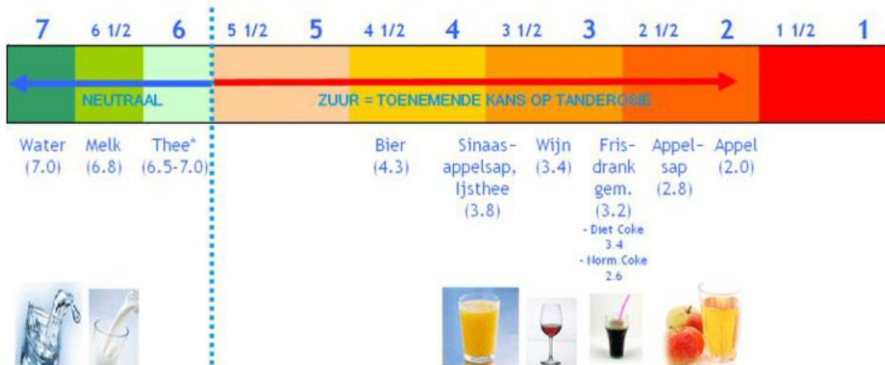 7 6 1/2 6 5 1/2 5 4 1/2 4 3 1/2 3 2 1/2 2 1 1/2 1
NEUTRAAL ZUUR = TOENEMENDE KANS OP TANDEROSIE
Water
(7.0)
Melk
(6.8)
Thee*
(6.5-7.0)
Bier
(4.3)
Sinaas-
appelsap,
Ijsthee
(3.8)
Wijn
(3.4)
Fris-
drank
gem.
(3.2)
- Diet Coke
3.4
- Norm.Coke
2.6
Appel-
sap
(2.8)
Appel
(2.0)